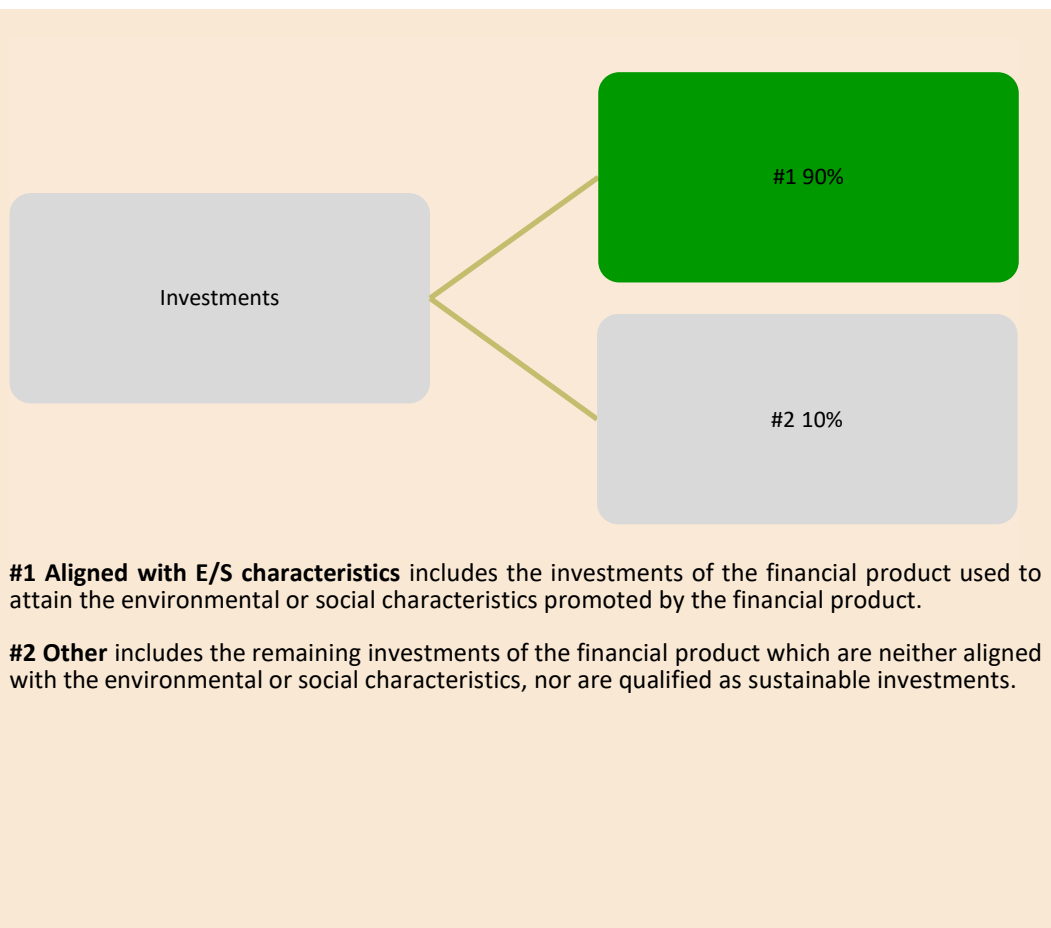 #1 90%
Investments
#2 10%
#1 Aligned with E/S characteristics includes the investments of the financial product used to
attain the environmental or social characteristics promoted by the financial product.
#2 Other includes the remaining investments of the financial product which are neither aligned
with the environmental or social characteristics, nor are qualified as sustainable investments.